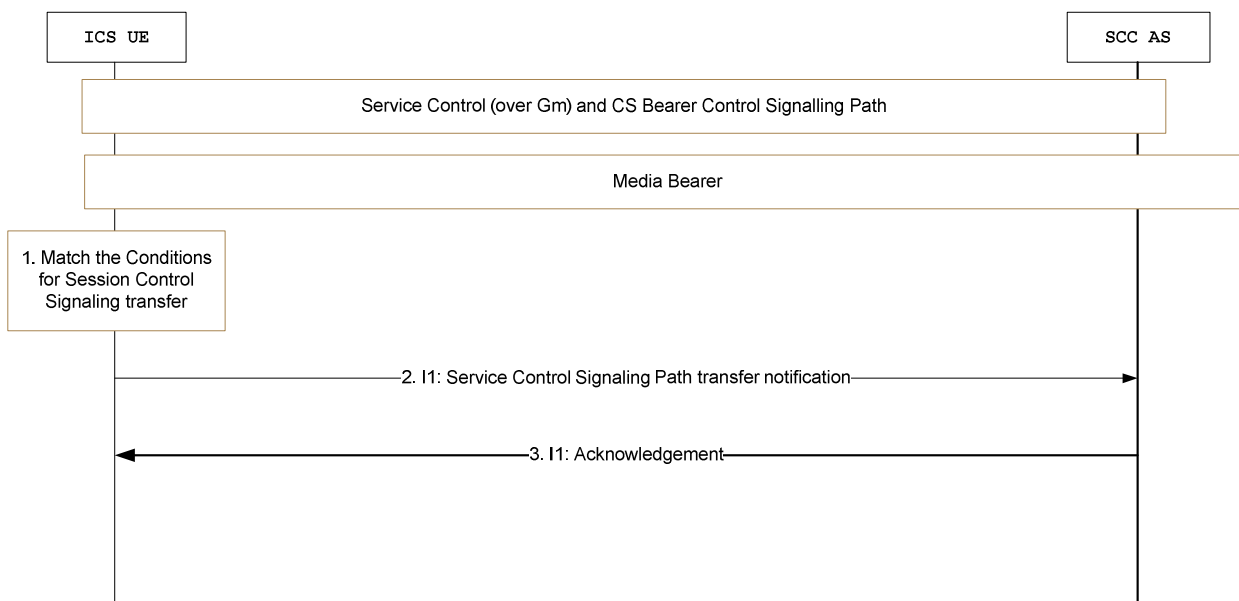 ICS UE
SCC AS
Service Control (over Gm) and CS Bearer Control Signalling Path
Media Bearer
1. Match the Conditions
for Session Control
Signaling transfer
2. I1: Service Control Signaling Path transfer notification
3. I1: Acknowledgement